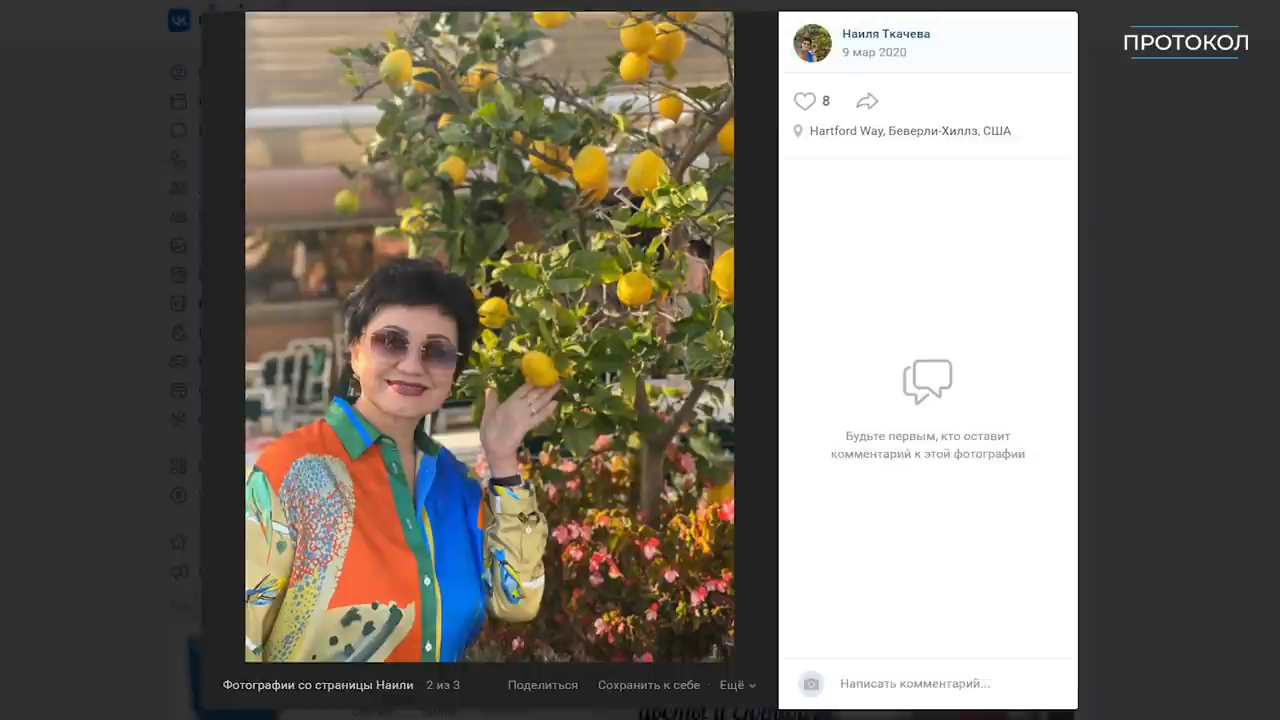 ПРОТОКОЛ
Наиля Ткачева
9 мар 2020
8
Hartford Way, Беверли-Хиллз, США
Будьте первым, кто оставит
комментарий к этой фотографии
Фотографии со страницы Наили 2 из 3 Поделиться Сохранить к себе Ещё
Написать комментарий...